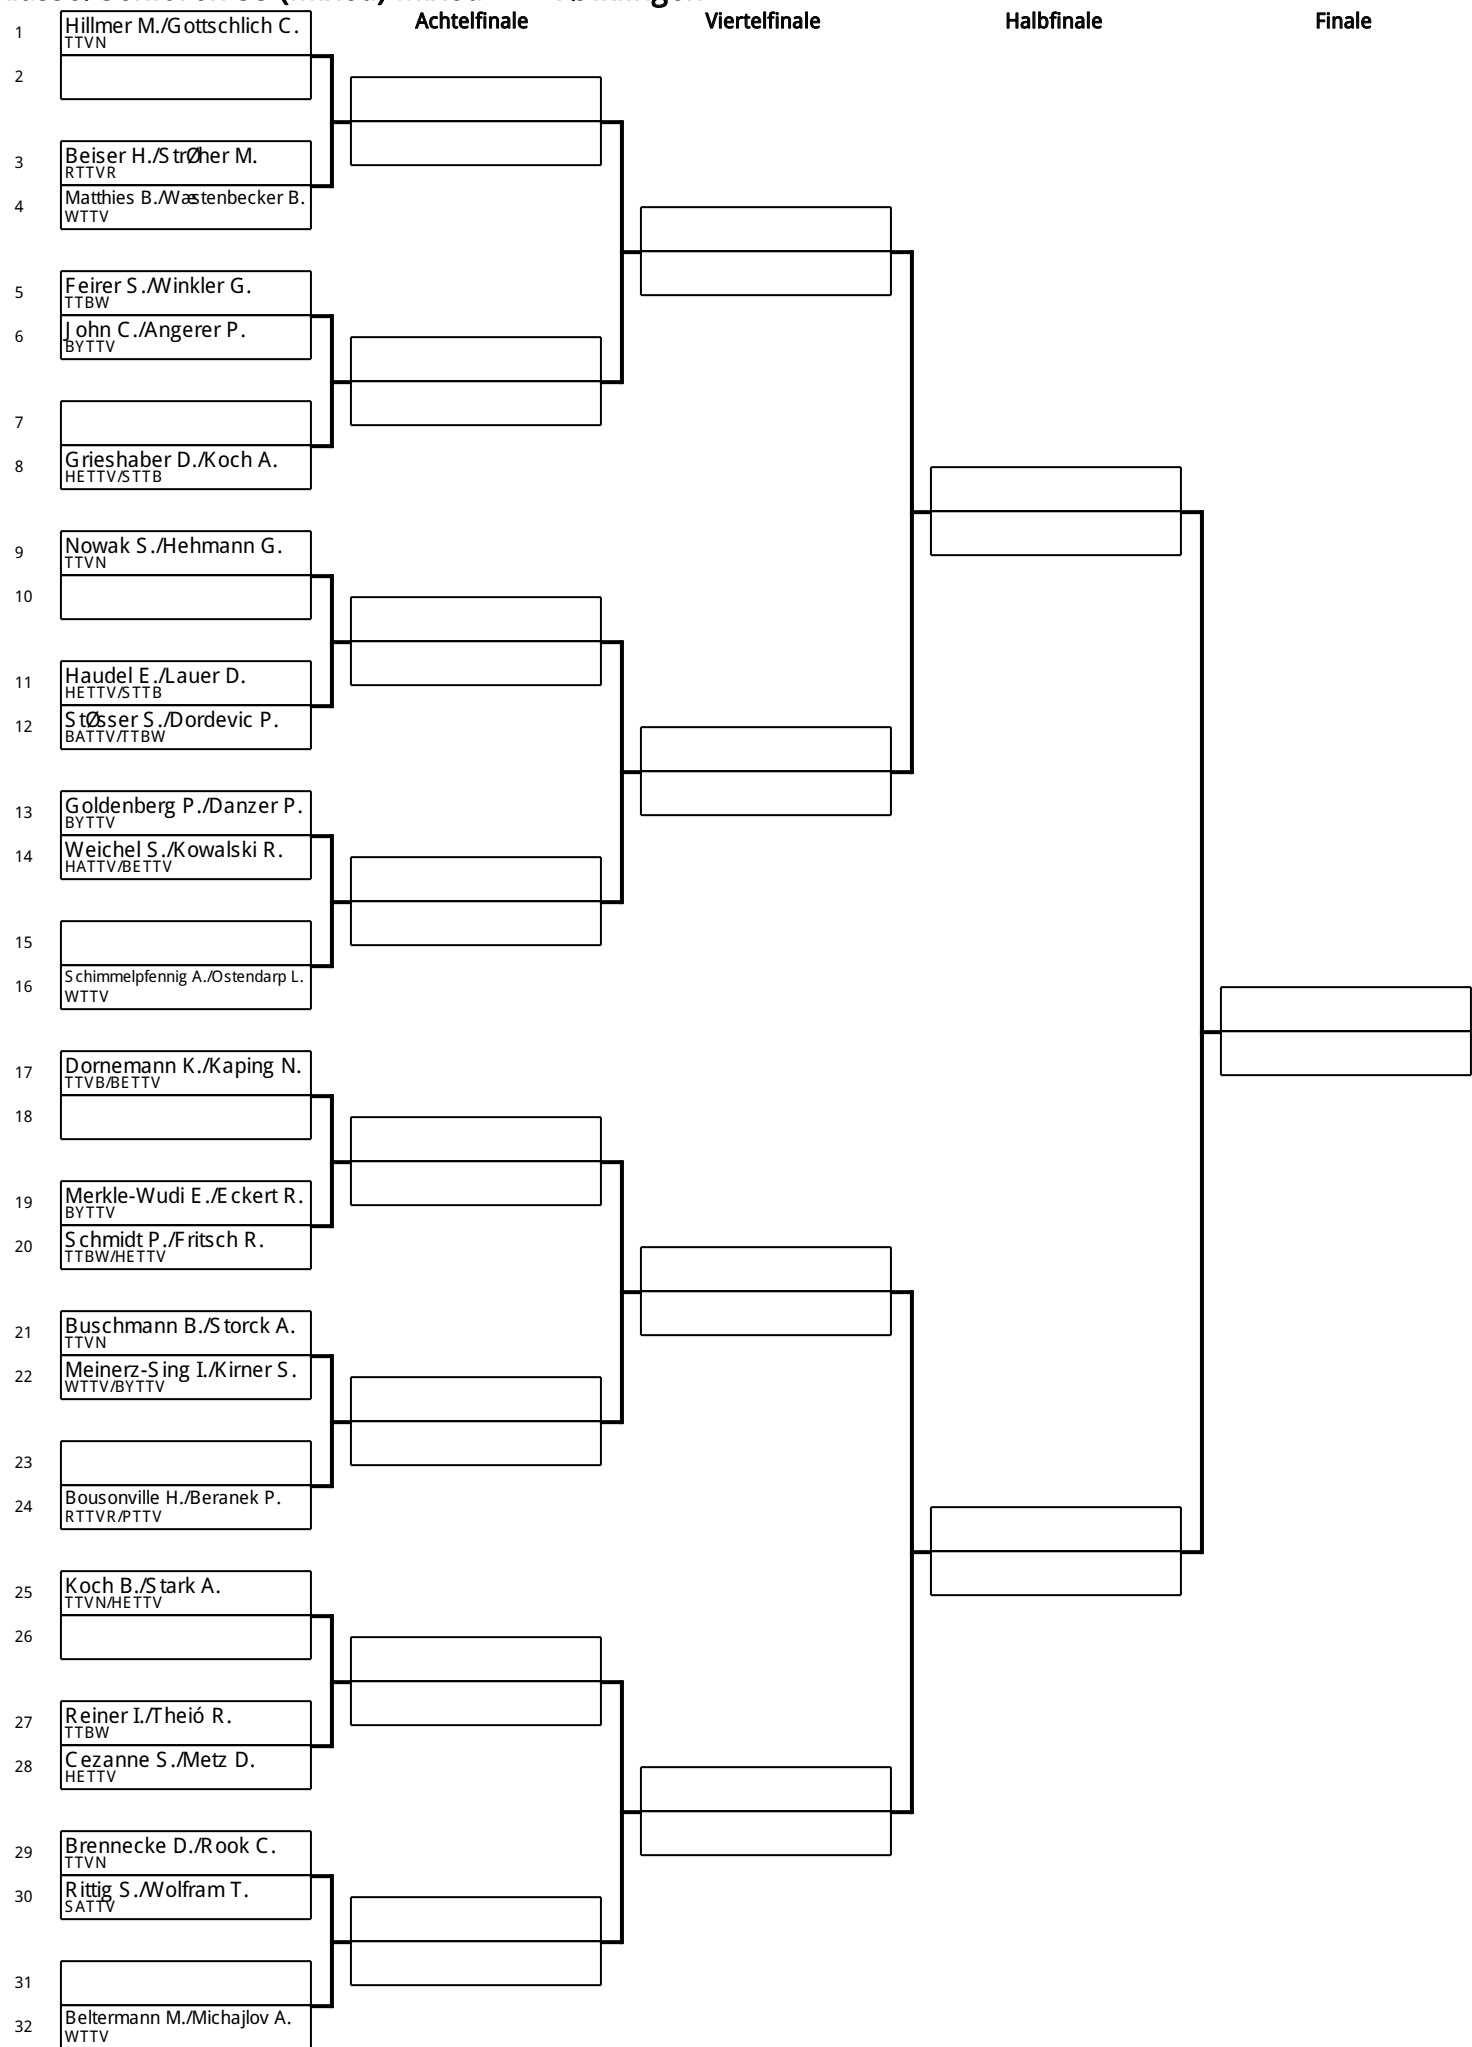 Achtelfinale Viertelfinale Halbfinale Finale
1 Hillmer M./Gottschlich C.
TTVN
2
3 Beiser H./StrØher M.
RTTVR
4 Matthies B./Wæstenbecker B.
WTTV
5 Feirer S./Winkler G.
TTBW
6 John C./Angerer P.
BYTTV
7
8 Grieshaber D./Koch A.
HETTV/STTB
9 Nowak S./Hehmann G.
TTVN
10
11 Haudel E./Lauer D.
HETTV/STTB
12 StØsser S./Dordevic P.
BATTV/TTBW
13 Goldenberg P./Danzer P.
BYTTV
14 Weichel S./Kowalski R.
HATTV/BETTV
15
16 Schimmelpfennig A./Ostendarp L.
WTTV
17 Dornemann K./Kaping N.
TTVB/BETTV
18
19 Merkle-Wudi E./Eckert R.
BYTTV
20 Schmidt P./Fritsch R.
TTBW/HETTV
21 Buschmann B./Storck A.
TTVN
22 Meinerz-Sing I./Kirner S.
WTTV/BYTTV
23
24 Bousonville H./Beranek P.
RTTVR/PTTV
25 Koch B./Stark A.
TTVN/HETTV
26
27 Reiner I./Theió R.
TTBW
28 Cezanne S./Metz D.
HETTV
29 Brennecke D./Rook C.
TTVN
30 Rittig S./Wolfram T.
SATTV
31
32 Beltermann M./Michajlov A.
WTTV